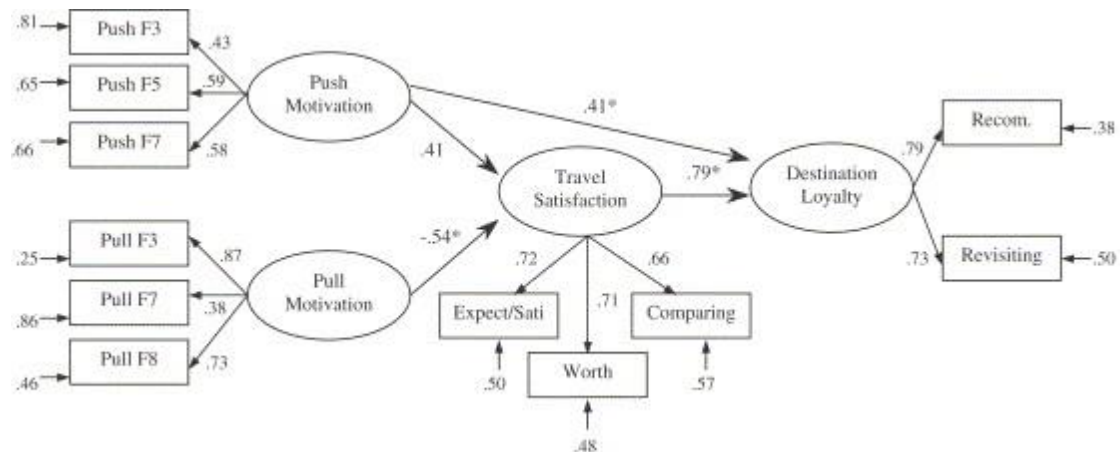 .81
Push F3
.43
.65
Push F5
.59
.66
Push F7
.58
Push
Motivation
.41*
.41
Travel
Satisfaction
.79*
Destination
Loyalty
.79
Recom.
.38
.73
Revisiting
.50
Pull F3
.87
.25
Pull F7
.38
.86
Pull F8
.73
.46
Pull
Motivation
-.54*
.72
.71
.66
Expect/Sati
Comparing
.50
Worth
.57
.48